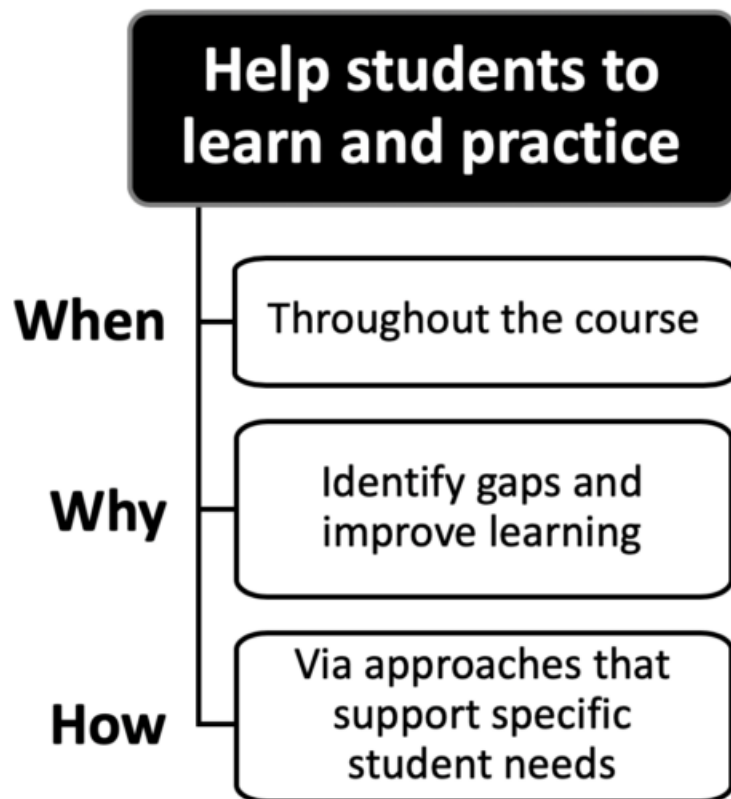 Help students to
learn and practice
When
Throughout the course
Why
Identify gaps and
improve learning
How
Via approaches that
support specific
student needs